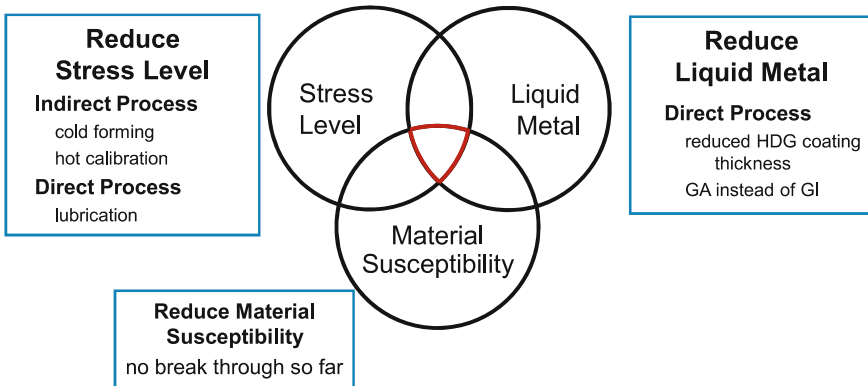 Reduce
Stress Level
Indirect Process
cold forming
hot calibration
Direct Process
lubrication
Stress
Level
Liquid
Metal
Material
Susceptibility
Reduce
Liquid Metal
Direct Process
reduced HDG coating
thickness
GA instead of GI
Reduce Material
Susceptibility
no break through so far